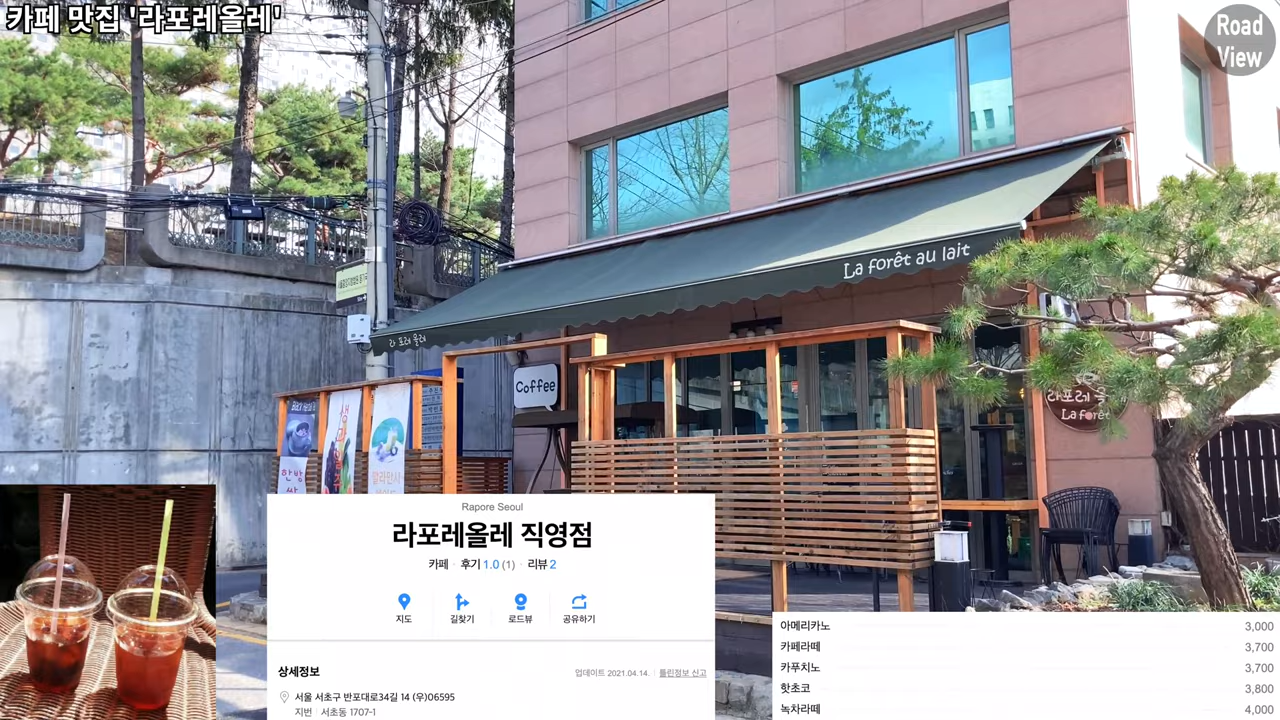 카페 맛집 '라포레올레'
Road
View
La forêt au lait
라 포레 올레
Coffee
한방
라포레
La forêt
Rapore Seoul
라포레올레 직영점
카페 · 후기 1.0 (1) · 리뷰 2
지도
길찾기
로드뷰
공유하기
상세정보
업데이트 2021.04.14. | 틀린정보 신고
서울 서초구 반포대로34길 14 (우)06595
지번 | 서초동 1707-1
아메리카노 3,000
카페라떼 3,700
카푸치노 3,700
핫초코 3,800
녹차라떼 4,000